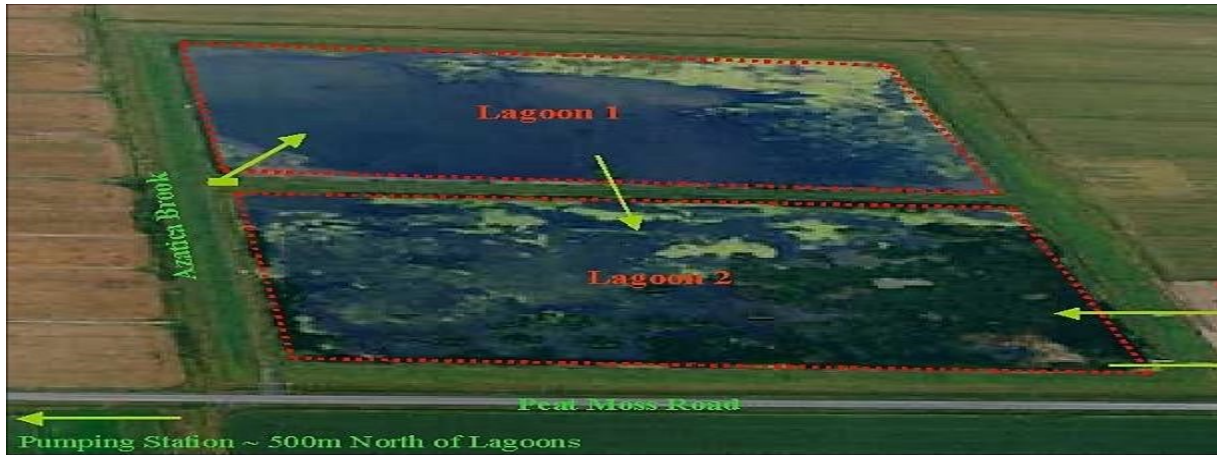 Lagoon 1
Azatica Brook
Lagoon 2
Peat Moss Road
Pumping Station ~ 500m North of Lagoons